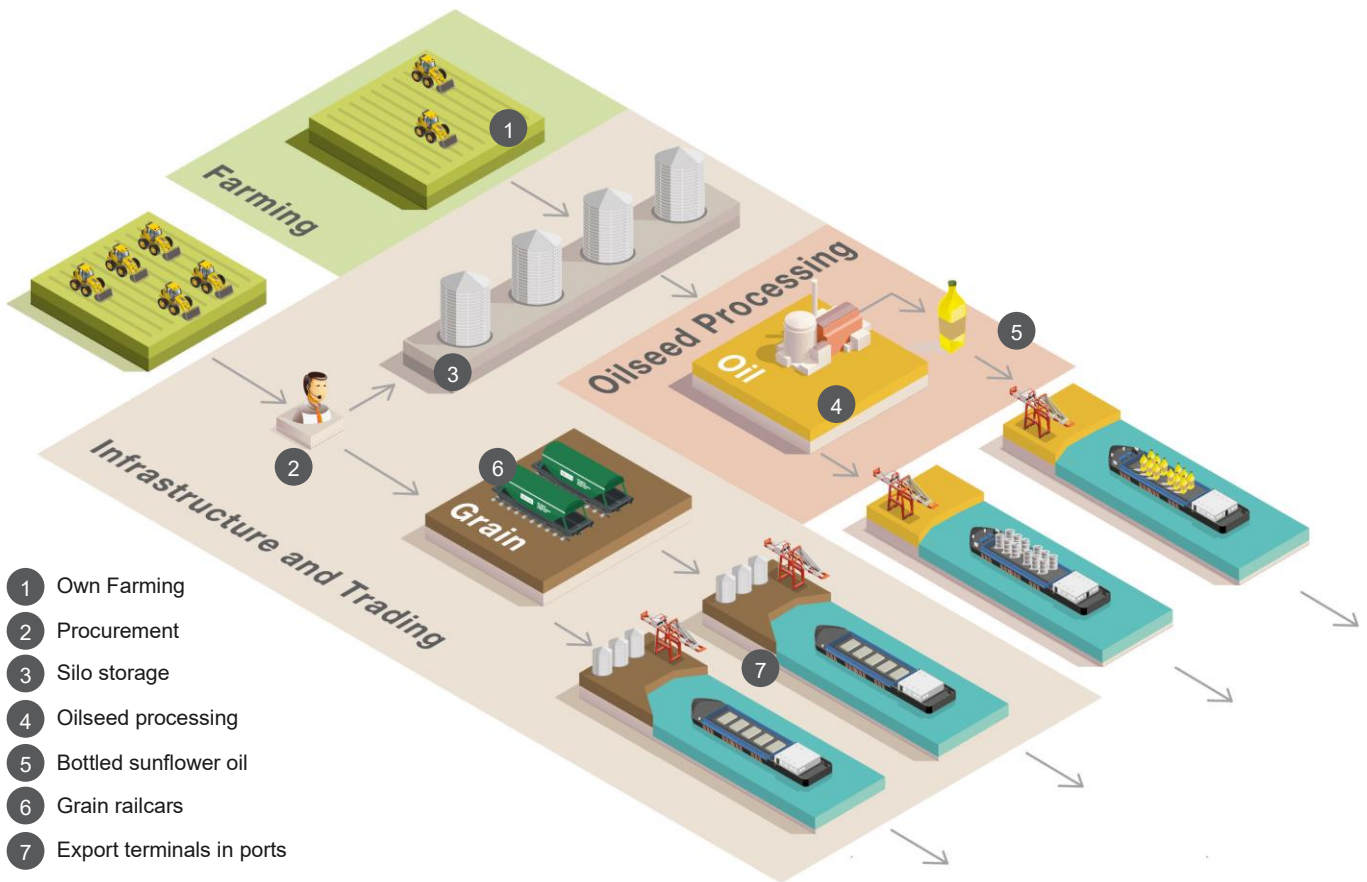 1
Farming
Oilseed Processing
5
Oil
4
3
2
6
Infrastructure and Trading
Grain
7
1 Own Farming
2 Procurement
3 Silo storage
4 Oilseed processing
5 Bottled sunflower oil
6 Grain railcars
7 Export terminals in ports